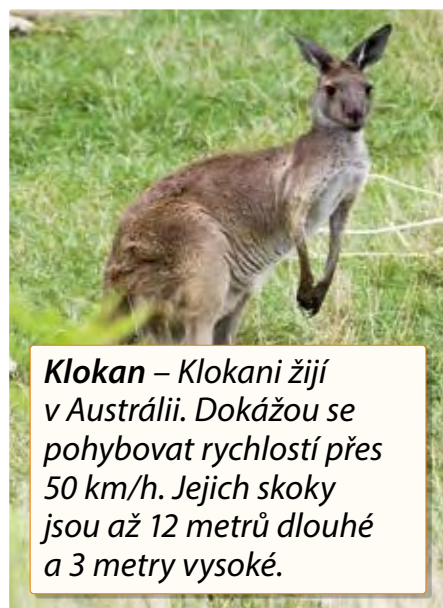 Klokan – Klokani žijí
v Austrálii. Dokážou se
pohybovat rychlostí přes
50 km/h. Jejich skoky
jsou až 12 metrů dlouhé
a 3 metry vysoké.